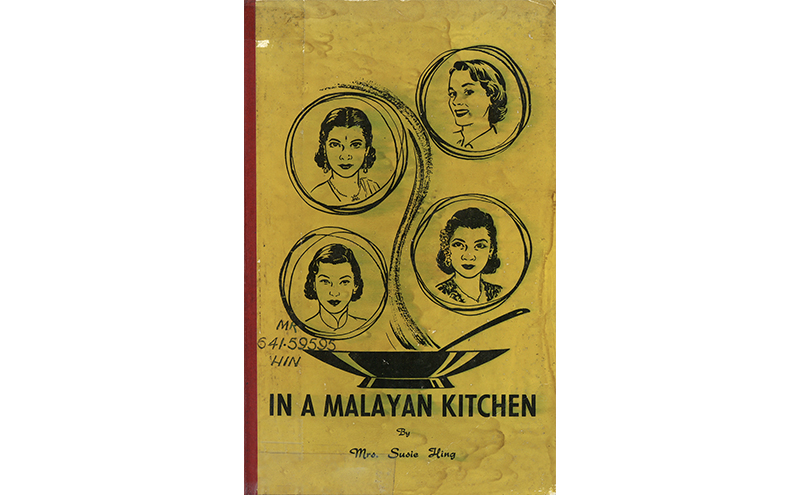 MR
641.59595
HIN
IN A MALAYAN KITCHEN
By
Mrs. Susie Hing